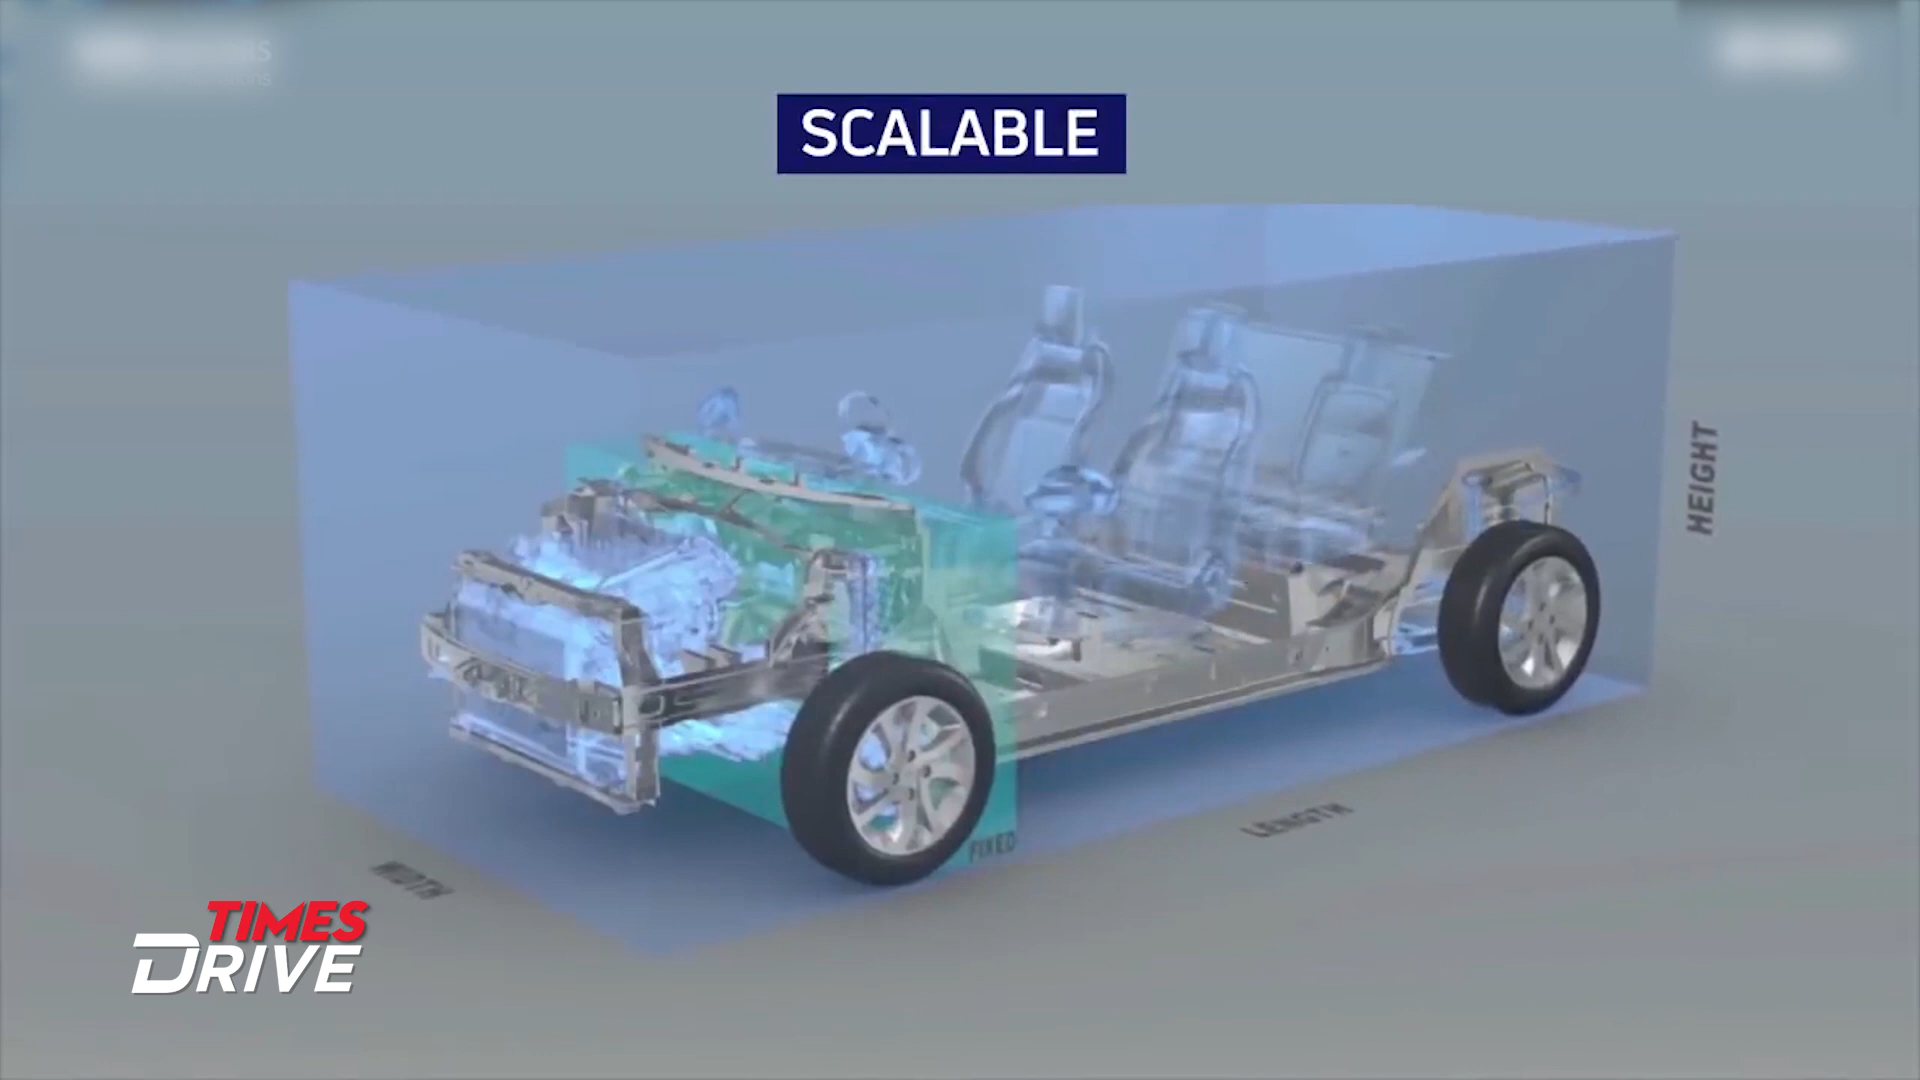 SCALABLE
HEIGHT
LENGTH
FIXED
WIDTH
TIMES
DRIVE